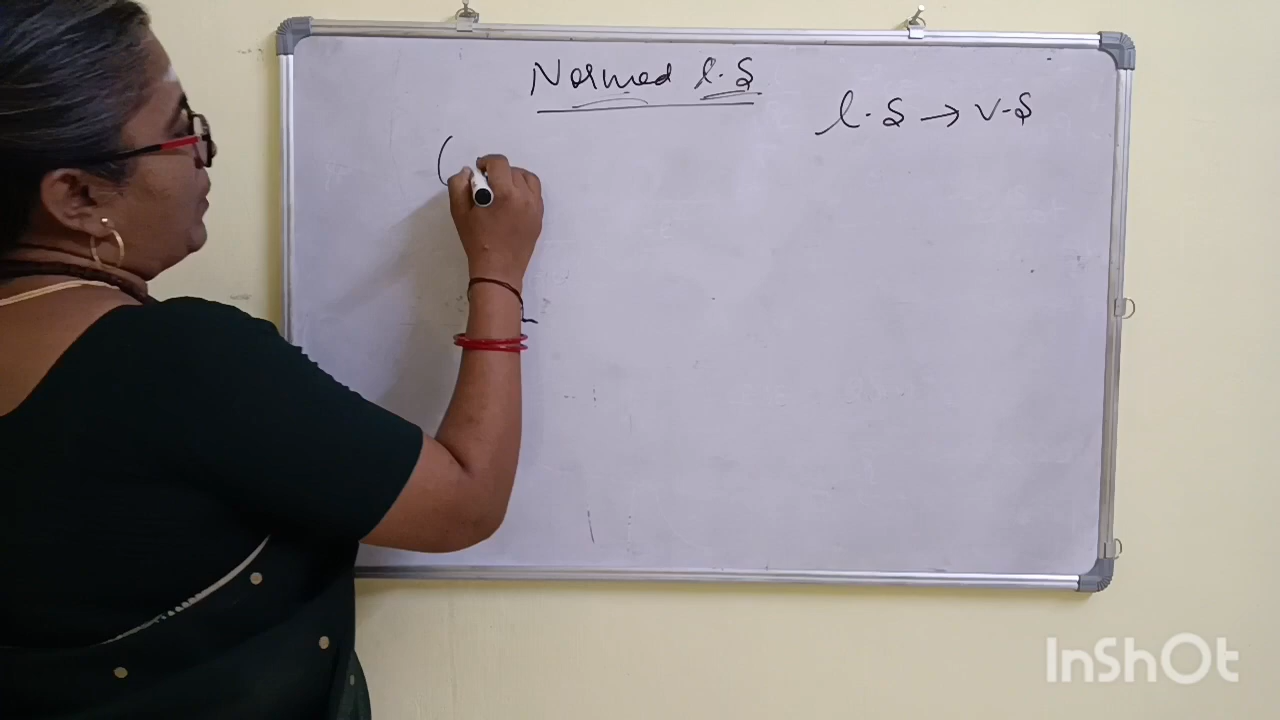 Normed l.S
l.S → V-S
(
InShOt